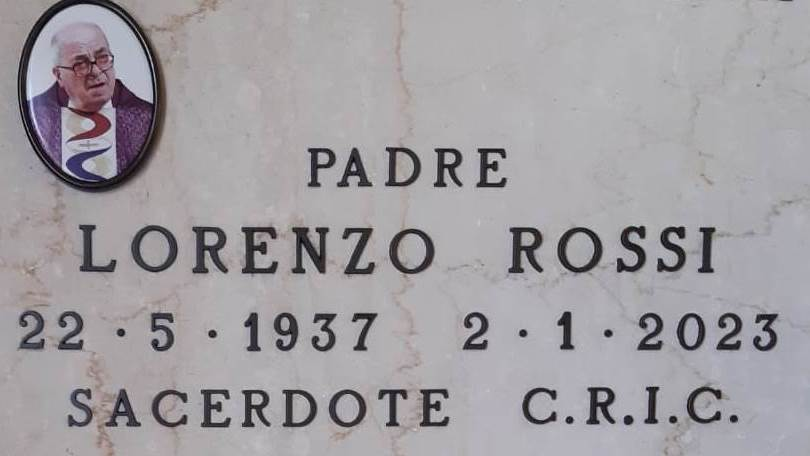 PADRE
LORENZO ROSSI
22·5·1937 2·1·2023
SACERDOTE C.R.I.C.